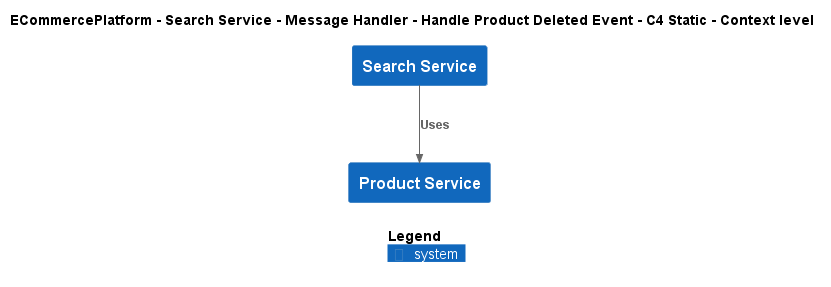 ECommercePlatform - Search Service - Message Handler - Handle Product Deleted Event - C4 Static - Context level
Search Service
Uses
Product Service
Legend
system